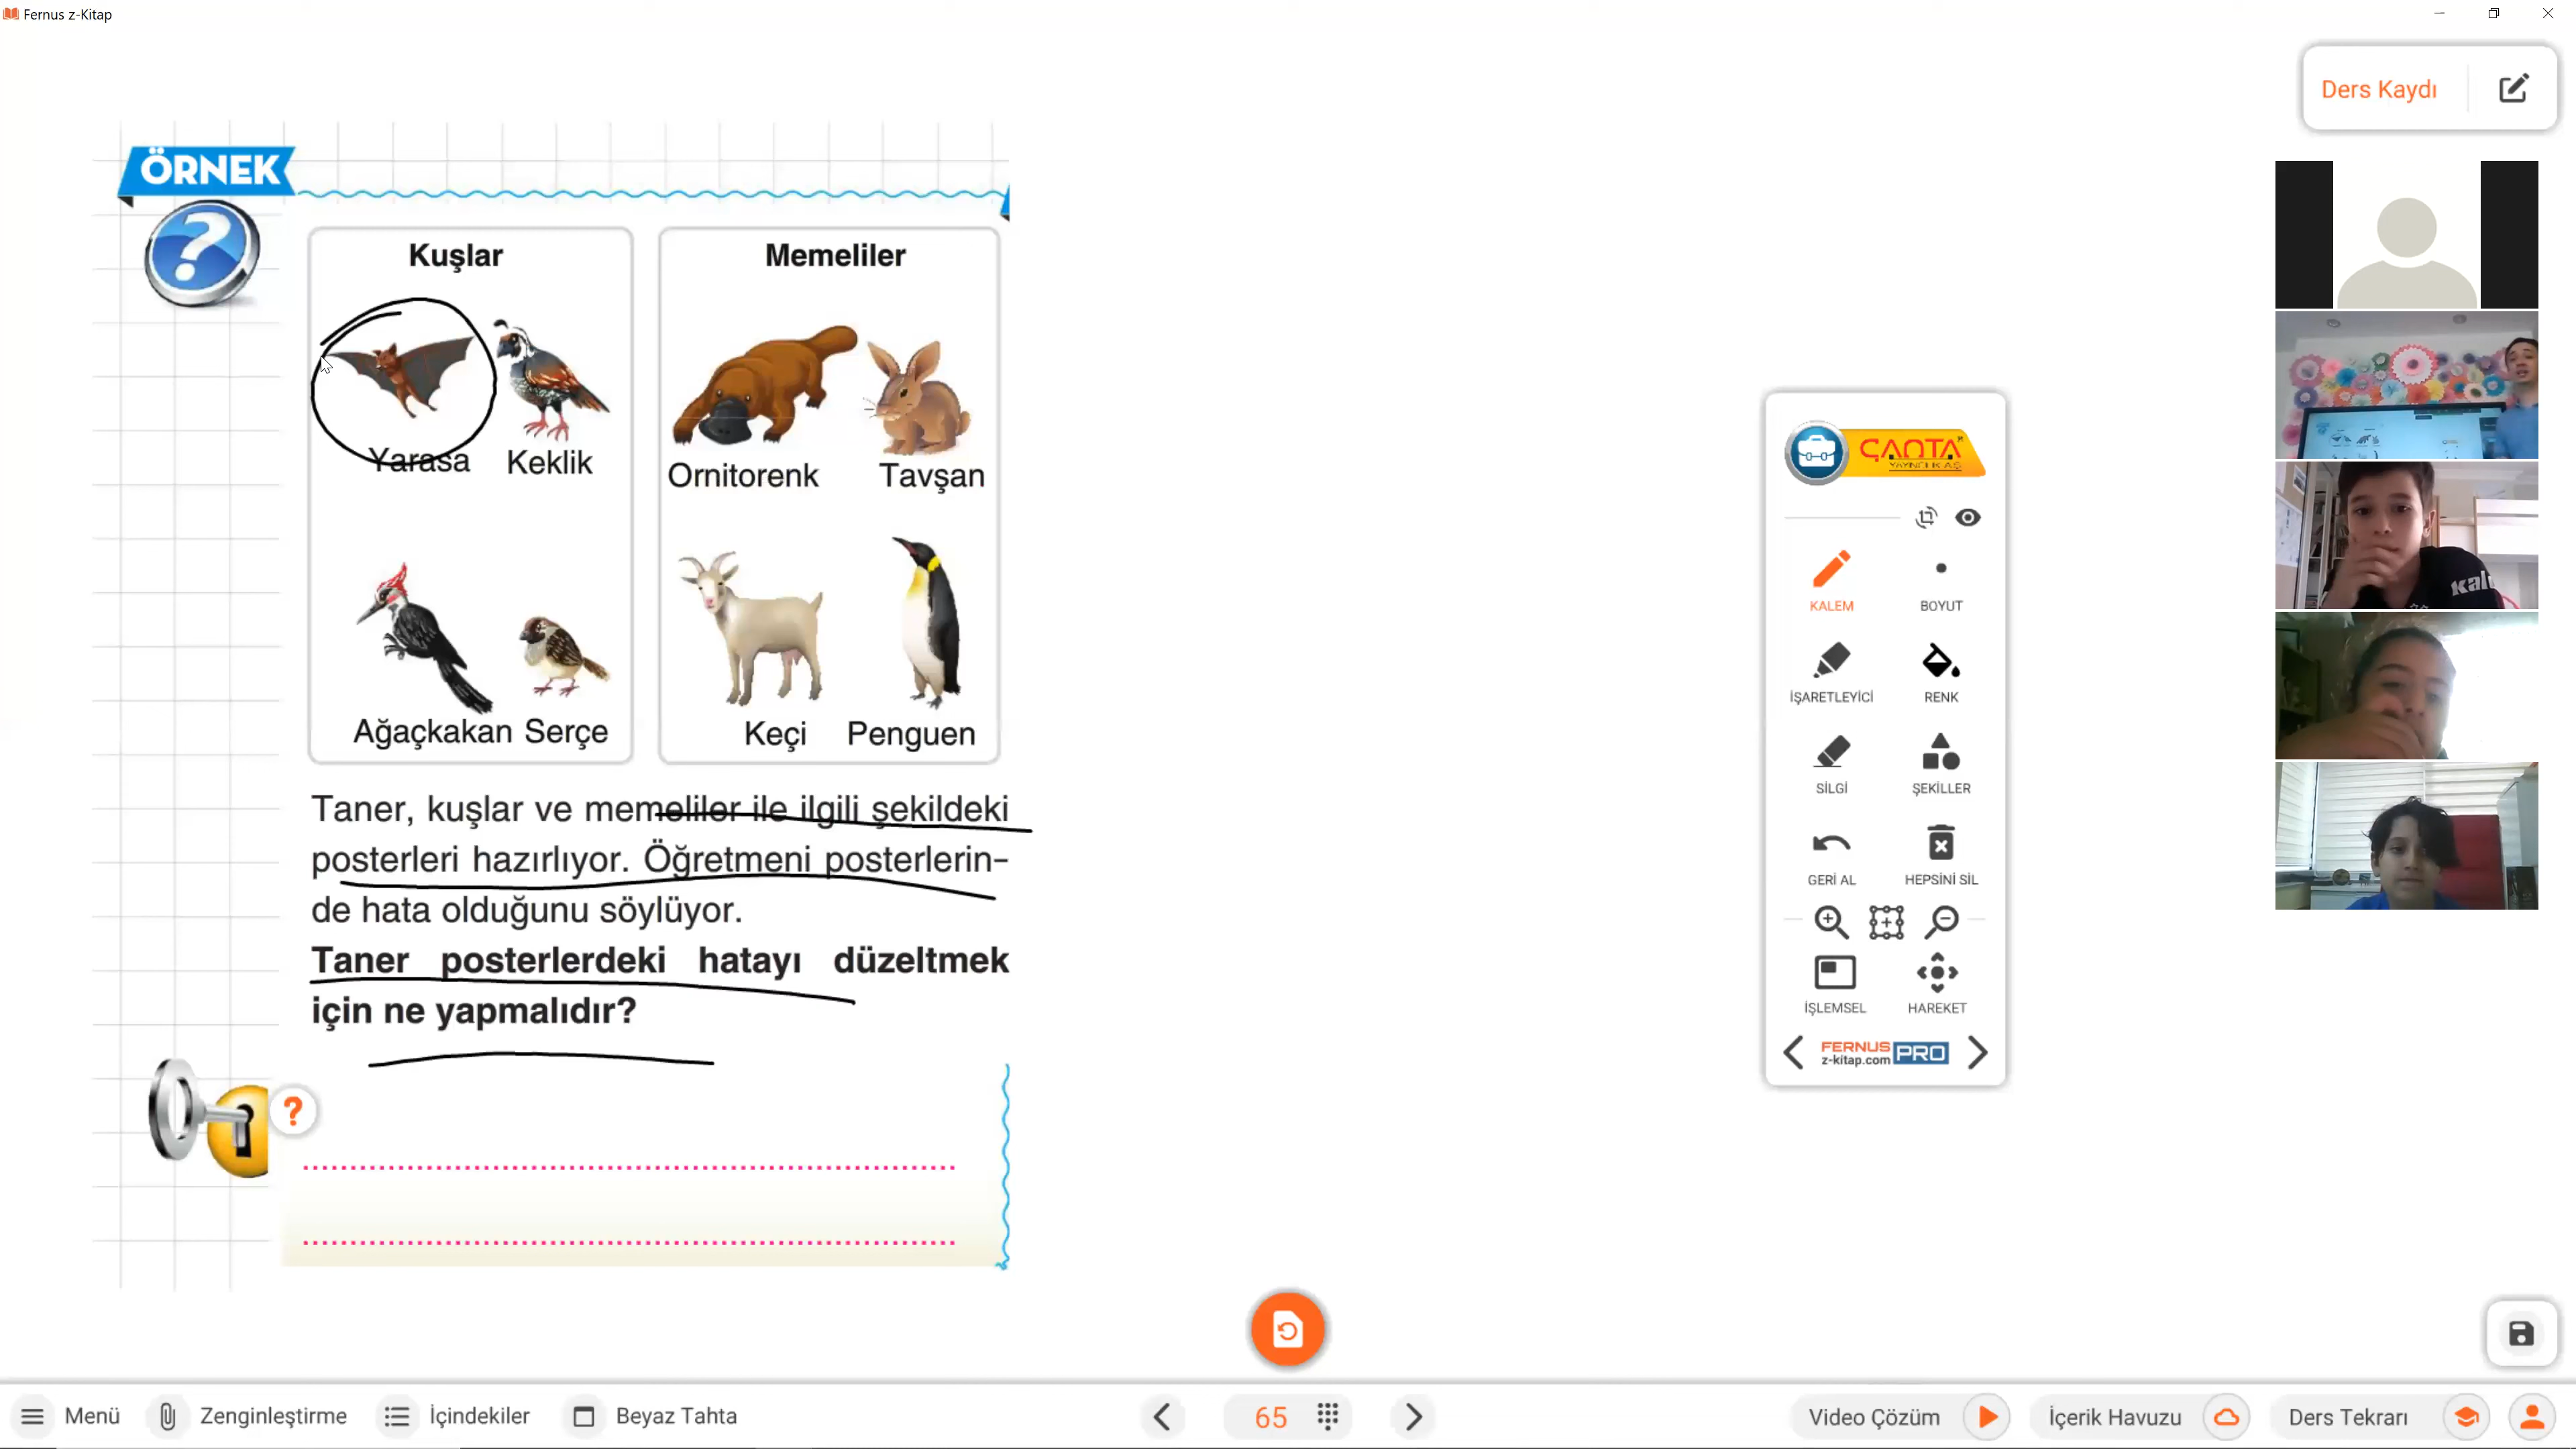 Fernus z-Kitap
Ders Kaydı
ÖRNEK
Kuşlar
Memeliler
Yarasa
Keklik
Ornitorenk
Tavşan
Ağaçkakan
Serçe
Keçi
Penguen
Taner, kuşlar ve memeliler ile ilgili şekildeki
posterleri hazırlıyor. Öğretmeni posterlerin-
de hata olduğunu söylüyor.
Taner posterlerdeki hatayı düzeltmek
için ne yapmalıdır?
?
ÇANTA
YAYINCILIK A.Ş.
KALEM
BOYUT
İŞARETLEYİCİ
RENK
SİLGİ
ŞEKİLLER
GERİ AL
HEPSİNİ SİL
İŞLEMSEL
HAREKET
FERNUS
z-kitap.com PRO
Menü
Zenginleştirme
İçindekiler
Beyaz Tahta
65
Video Çözüm
İçerik Havuzu
Ders Tekrarı